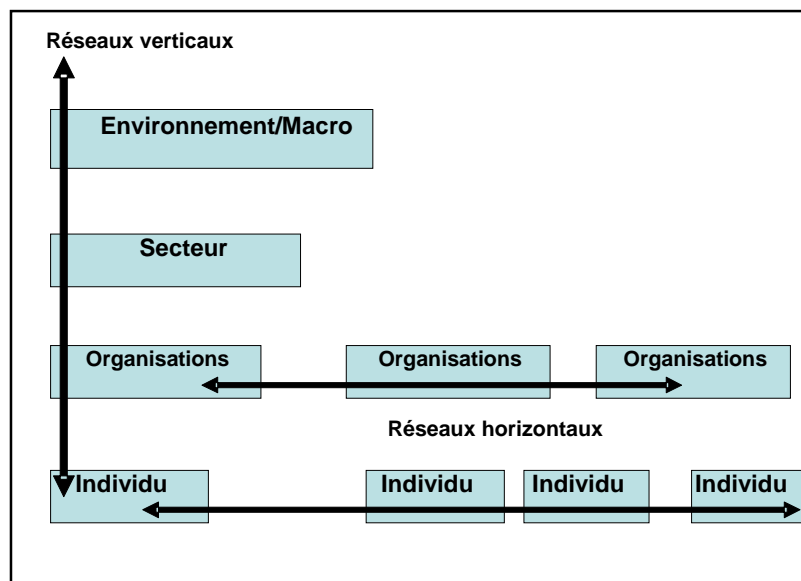 Réseaux verticaux
Environnement/Macro
Secteur
Organisations Organisations Organisations
Réseaux horizontaux
Individu Individu Individu Individu